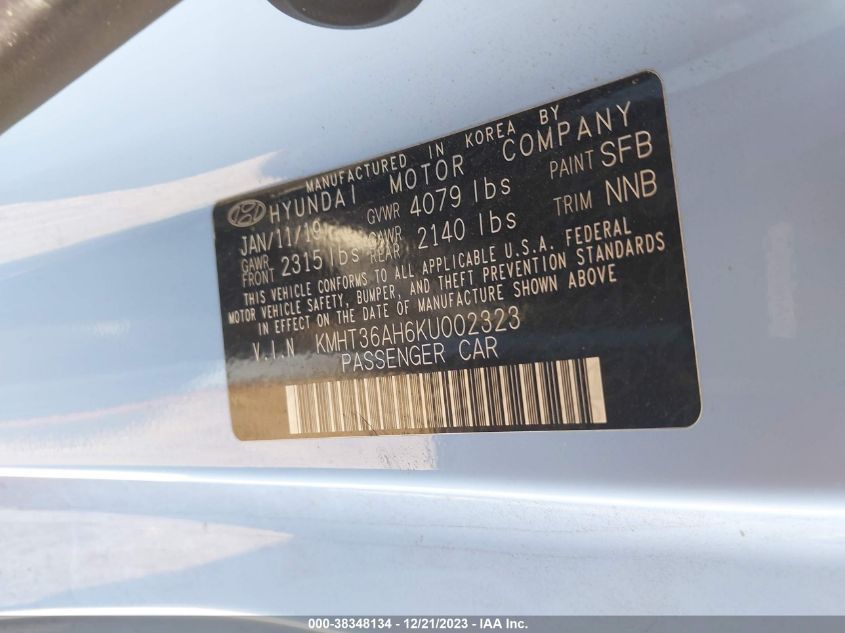 MANUFACTURED IN KOREA BY
HYUNDAI MOTOR COMPANY
JAN/11/19 GVWR 4079 lbs PAINT SFB
GAWR FRONT 2315 lbs GAWR REAR 2140 lbs TRIM NNB
THIS VEHICLE CONFORMS TO ALL APPLICABLE U.S.A. FEDERAL
MOTOR VEHICLE SAFETY, BUMPER, AND THEFT PREVENTION STANDARDS
IN EFFECT ON THE DATE OF MANUFACTURE SHOWN ABOVE
V.I.N KMHT36AH6KU002323
PASSENGER CAR
000-38348134 - 12/21/2023 - IAA Inc.